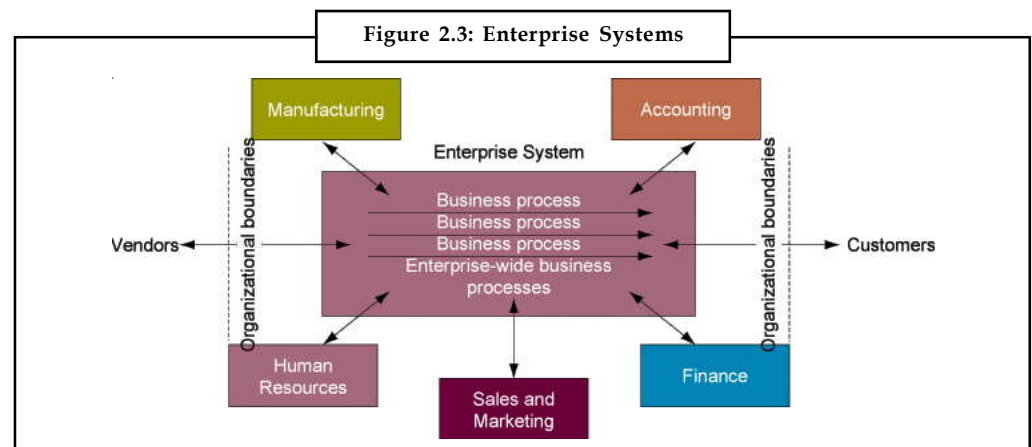 Figure 2.3: Enterprise Systems
Manufacturing
Accounting
Enterprise System
Organizational boundaries
Business process
Business process
Business process
Enterprise-wide business
processes
Organizational boundaries
Vendors
Customers
Human
Resources
Sales and
Marketing
Finance